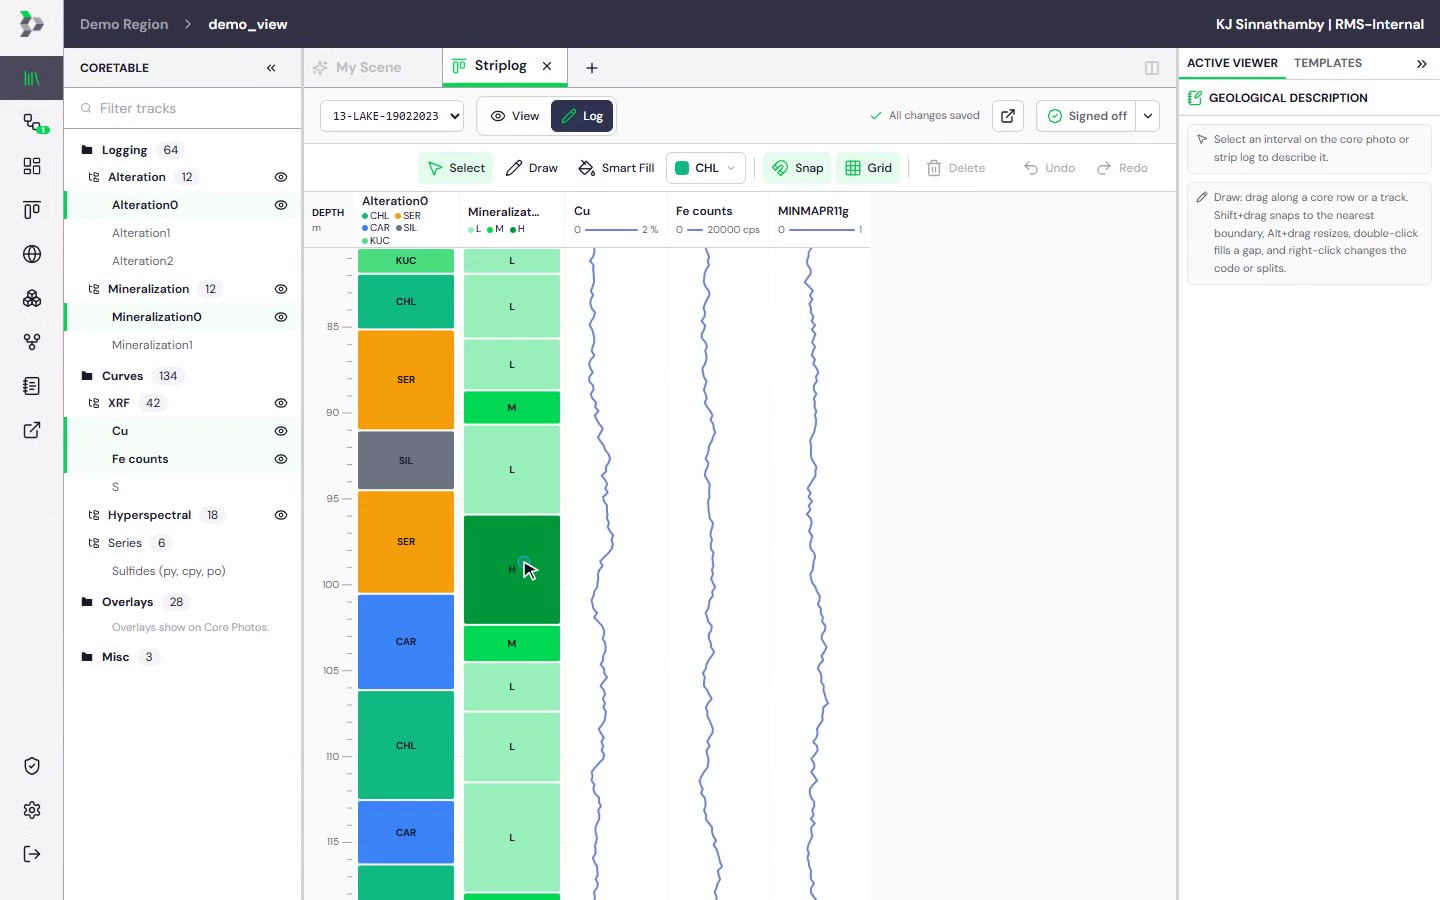 Demo Region
demo_view
KJ Sinnathamby | RMS-Internal
1
CORETABLE
Filter tracks
Logging 64
Alteration 12
Alteration0
Alteration1
Alteration2
Mineralization 12
Mineralization0
Mineralization1
Curves 134
XRF 42
Cu
Fe counts
S
Hyperspectral 18
Series 6
Sulfides (py, cpy, po)
Overlays 28
Overlays show on Core Photos.
Misc 3
My Scene
Striplog
13-LAKE-19022023
View
Log
All changes saved
Signed off
Select
Draw
Smart Fill
CHL
Snap
Grid
Delete
Undo
Redo
DEPTH
m
Alteration0
CHL SER
CAR SIL
KUC
Mineralizat...
L M H
Cu
0 2 %
Fe counts
0 20000 cps
MINMAPR11g
0 1
85
90
95
100
105
110
115
KUC
CHL
SER
SIL
SER
CAR
CHL
CAR
L
L
L
M
L
H
M
L
L
L
ACTIVE VIEWER
TEMPLATES
GEOLOGICAL DESCRIPTION
Select an interval on the core photo or
strip log to describe it.
Draw: drag along a core row or a track.
Shift+drag snaps to the nearest
boundary, Alt+drag resizes, double-click
fills a gap, and right-click changes the
code or splits.